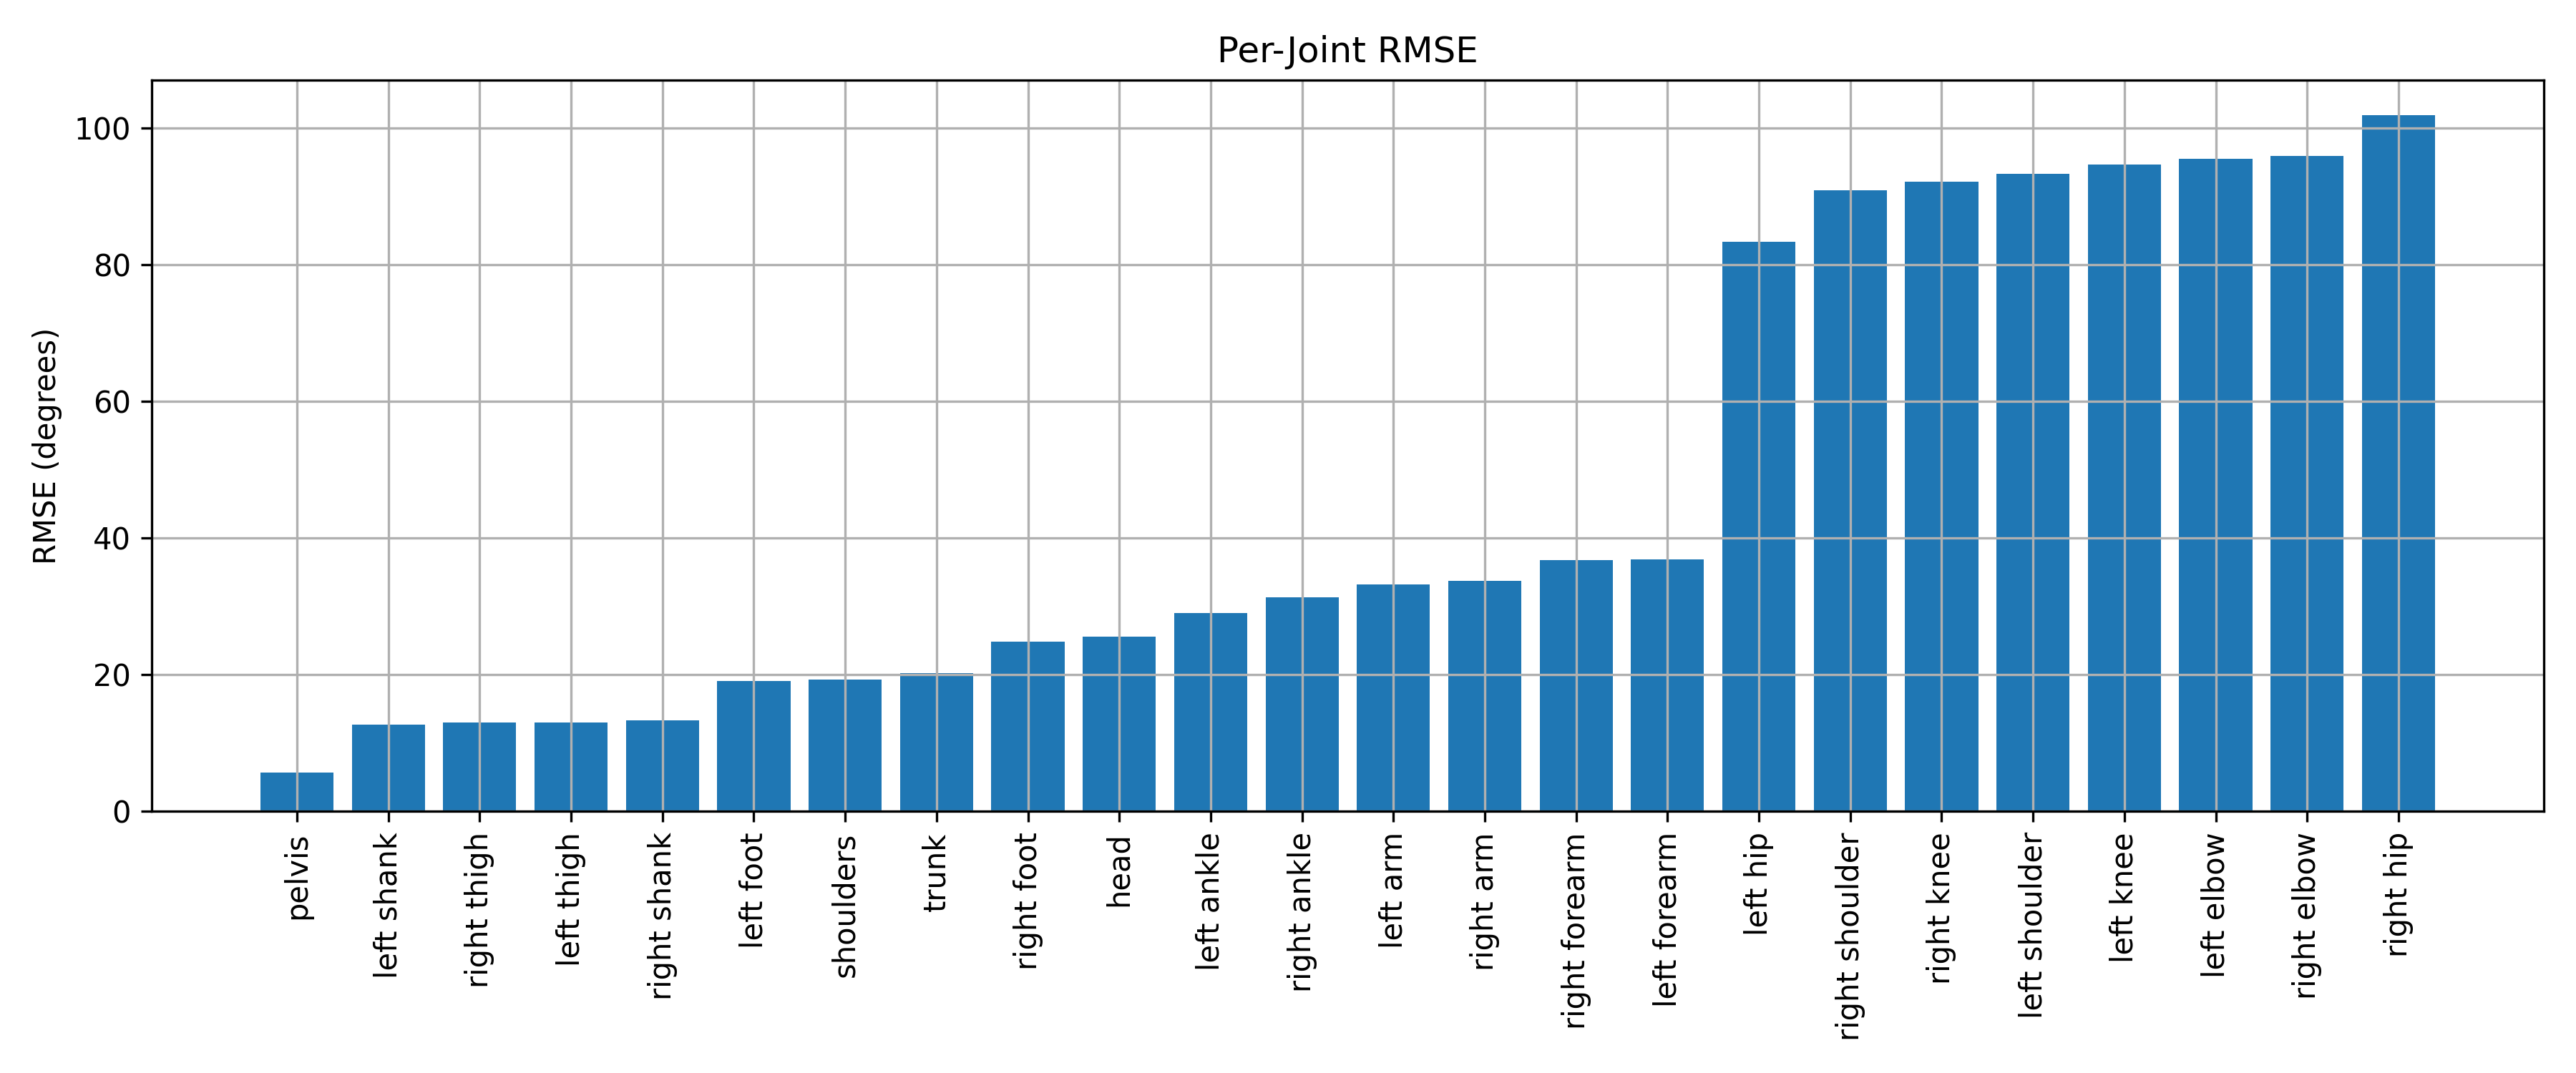 Per-Joint RMSE
RMSE (degrees)
100
80
60
40
20
0
pelvis
left shank
right thigh
left thigh
right shank
left foot
shoulders
trunk
right foot
head
left ankle
right ankle
left arm
right arm
right forearm
left forearm
left hip
right shoulder
right knee
left shoulder
left knee
left elbow
right elbow
right hip